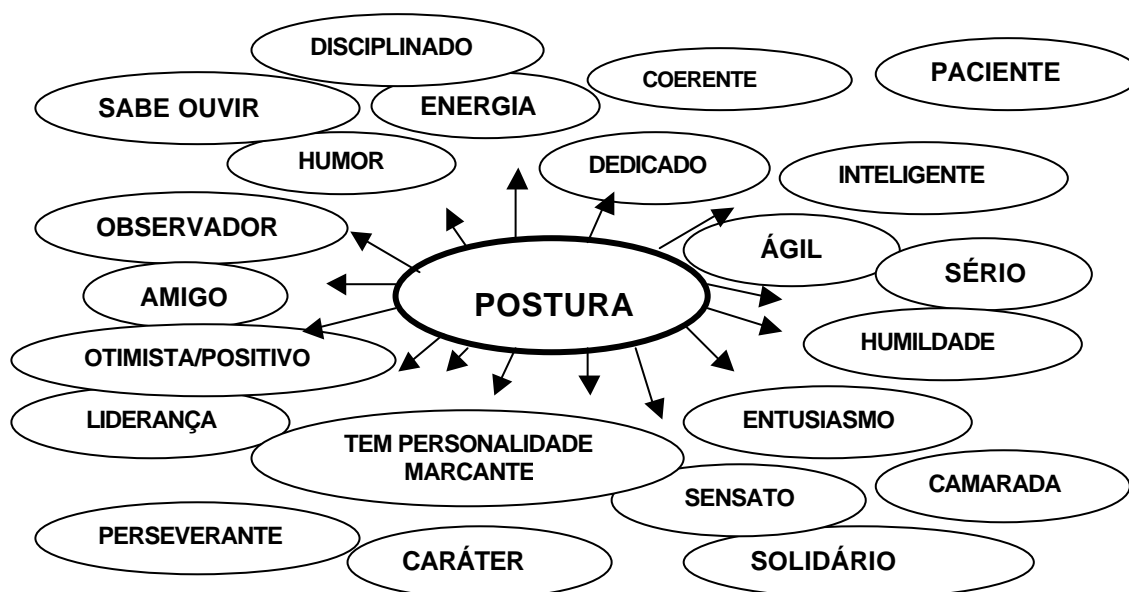 DISCIPLINADO
COERENTE
PACIENTE
SABE OUVIR
ENERGIA
HUMOR
DEDICADO
INTELIGENTE
OBSERVADOR
ÁGIL
SÉRIO
AMIGO
POSTURA
HUMILDADE
OTIMISTA/POSITIVO
LIDERANÇA
ENTUSIASMO
TEM PERSONALIDADE
MARCANTE
CAMARADA
SENSATO
PERSEVERANTE
CARÁTER
SOLIDÁRIO